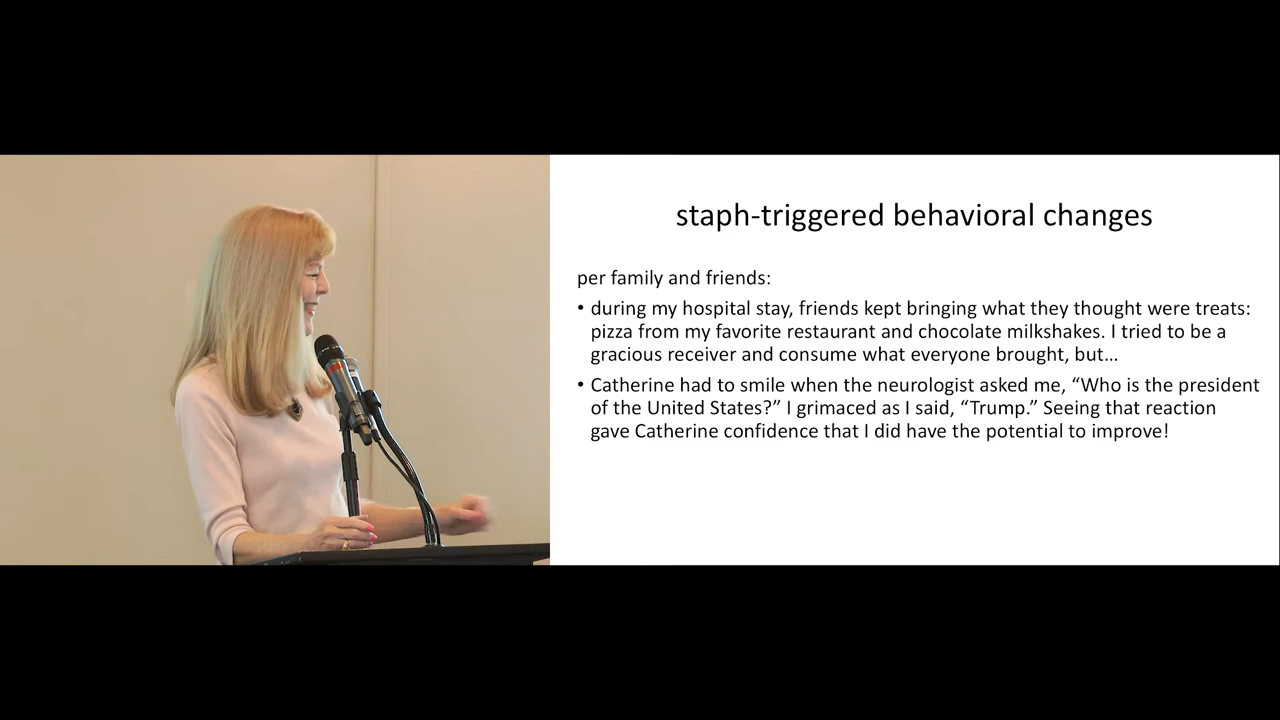 staph-triggered behavioral changes
per family and friends:
• during my hospital stay, friends kept bringing what they thought were treats:
pizza from my favorite restaurant and chocolate milkshakes. I tried to be a
gracious receiver and consume what everyone brought, but…
• Catherine had to smile when the neurologist asked me, “Who is the president
of the United States?” I grimaced as I said, “Trump.” Seeing that reaction
gave Catherine confidence that I did have the potential to improve!